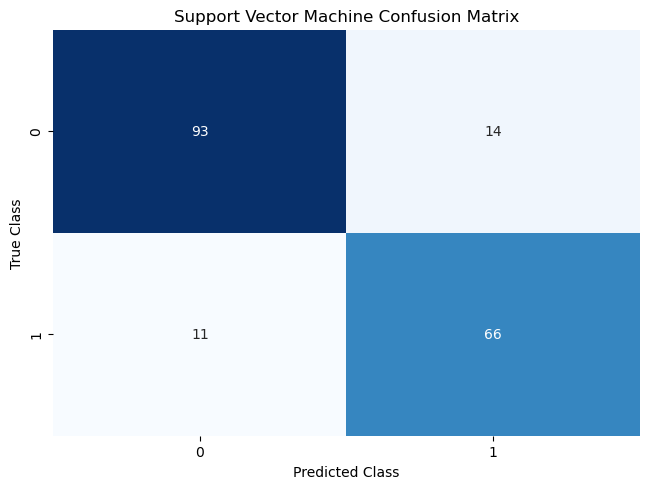 Support Vector Machine Confusion Matrix
True Class
0
93
14
1
11
66
0
1
Predicted Class